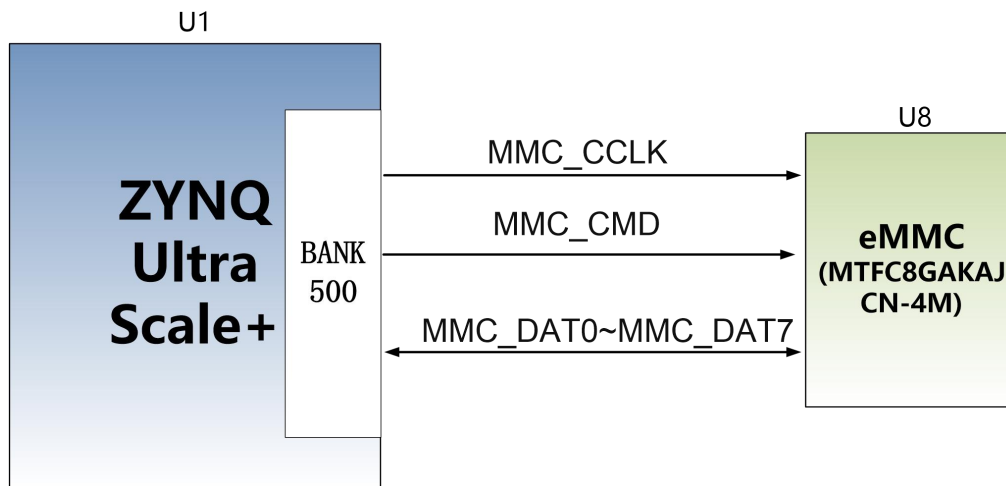 U1
ZYNQ
Ultra
Scale+
BANK
500
MMC_CCLK
MMC_CMD
MMC_DAT0~MMC_DAT7
U8
eMMC
(MTFC8GAKAJ
CN-4M)